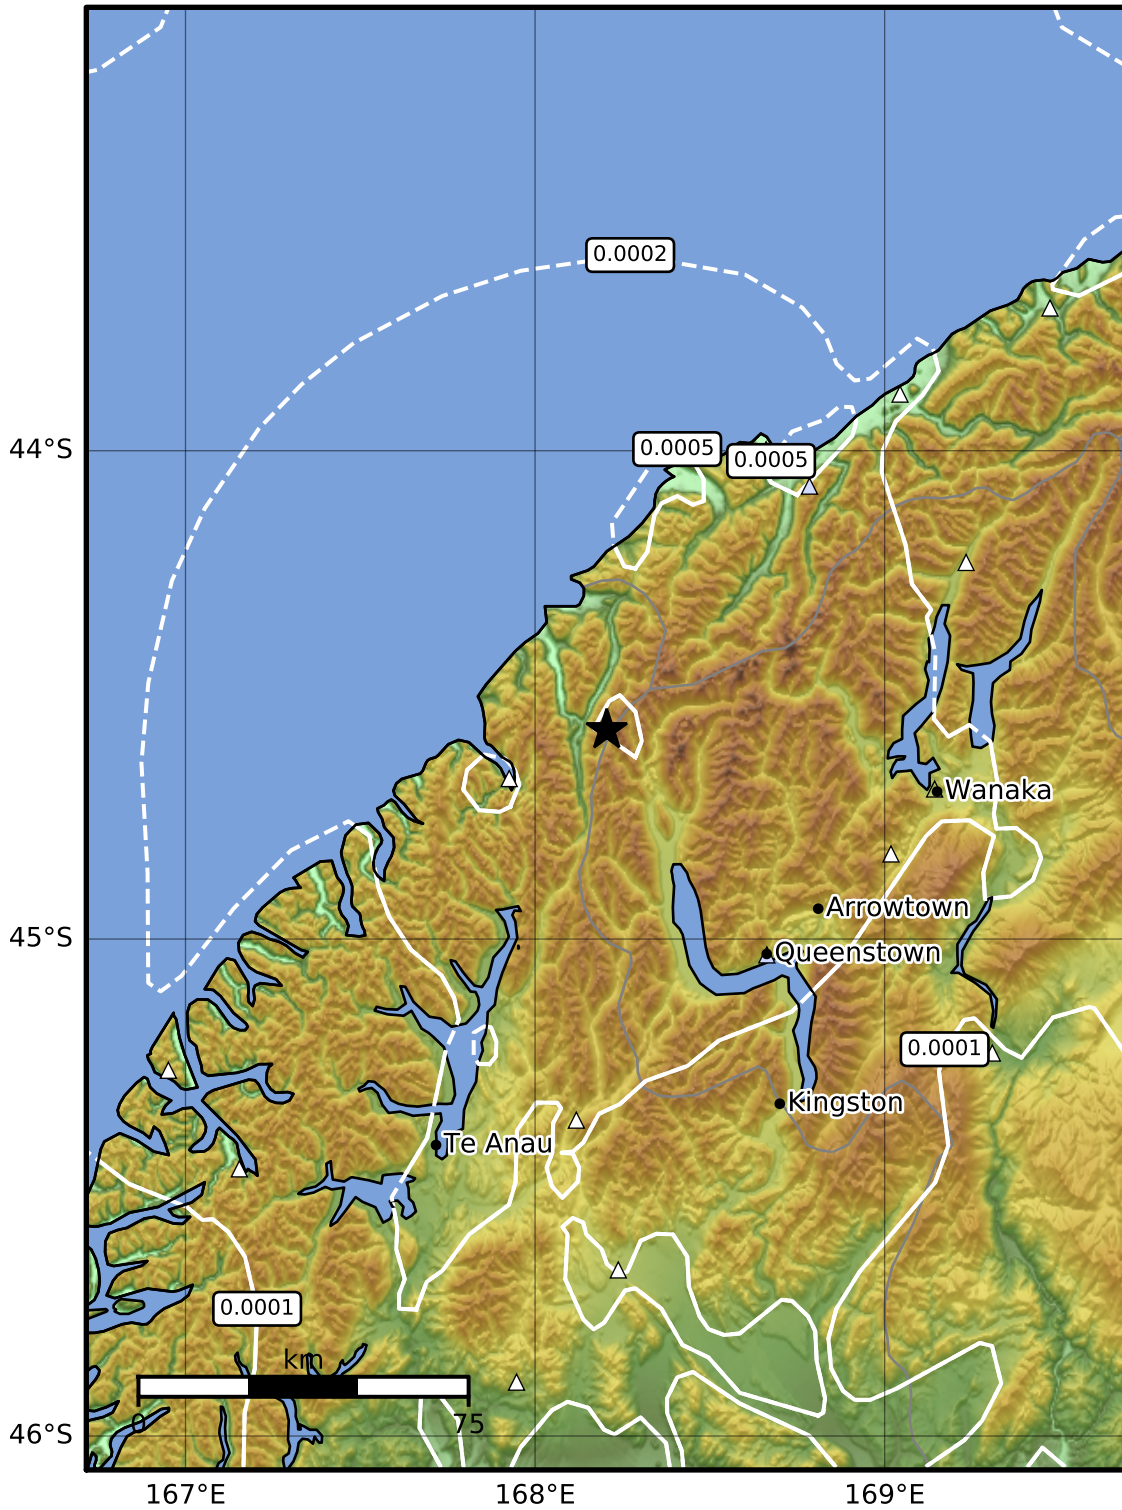 0.0002
44°S
0.0005
0.0005
Wanaka
Arrowtown
45°S
Queenstown
0.0001
Kingston
Te Anau
0.0001
km
0
75
46°S
167°E
168°E
169°E